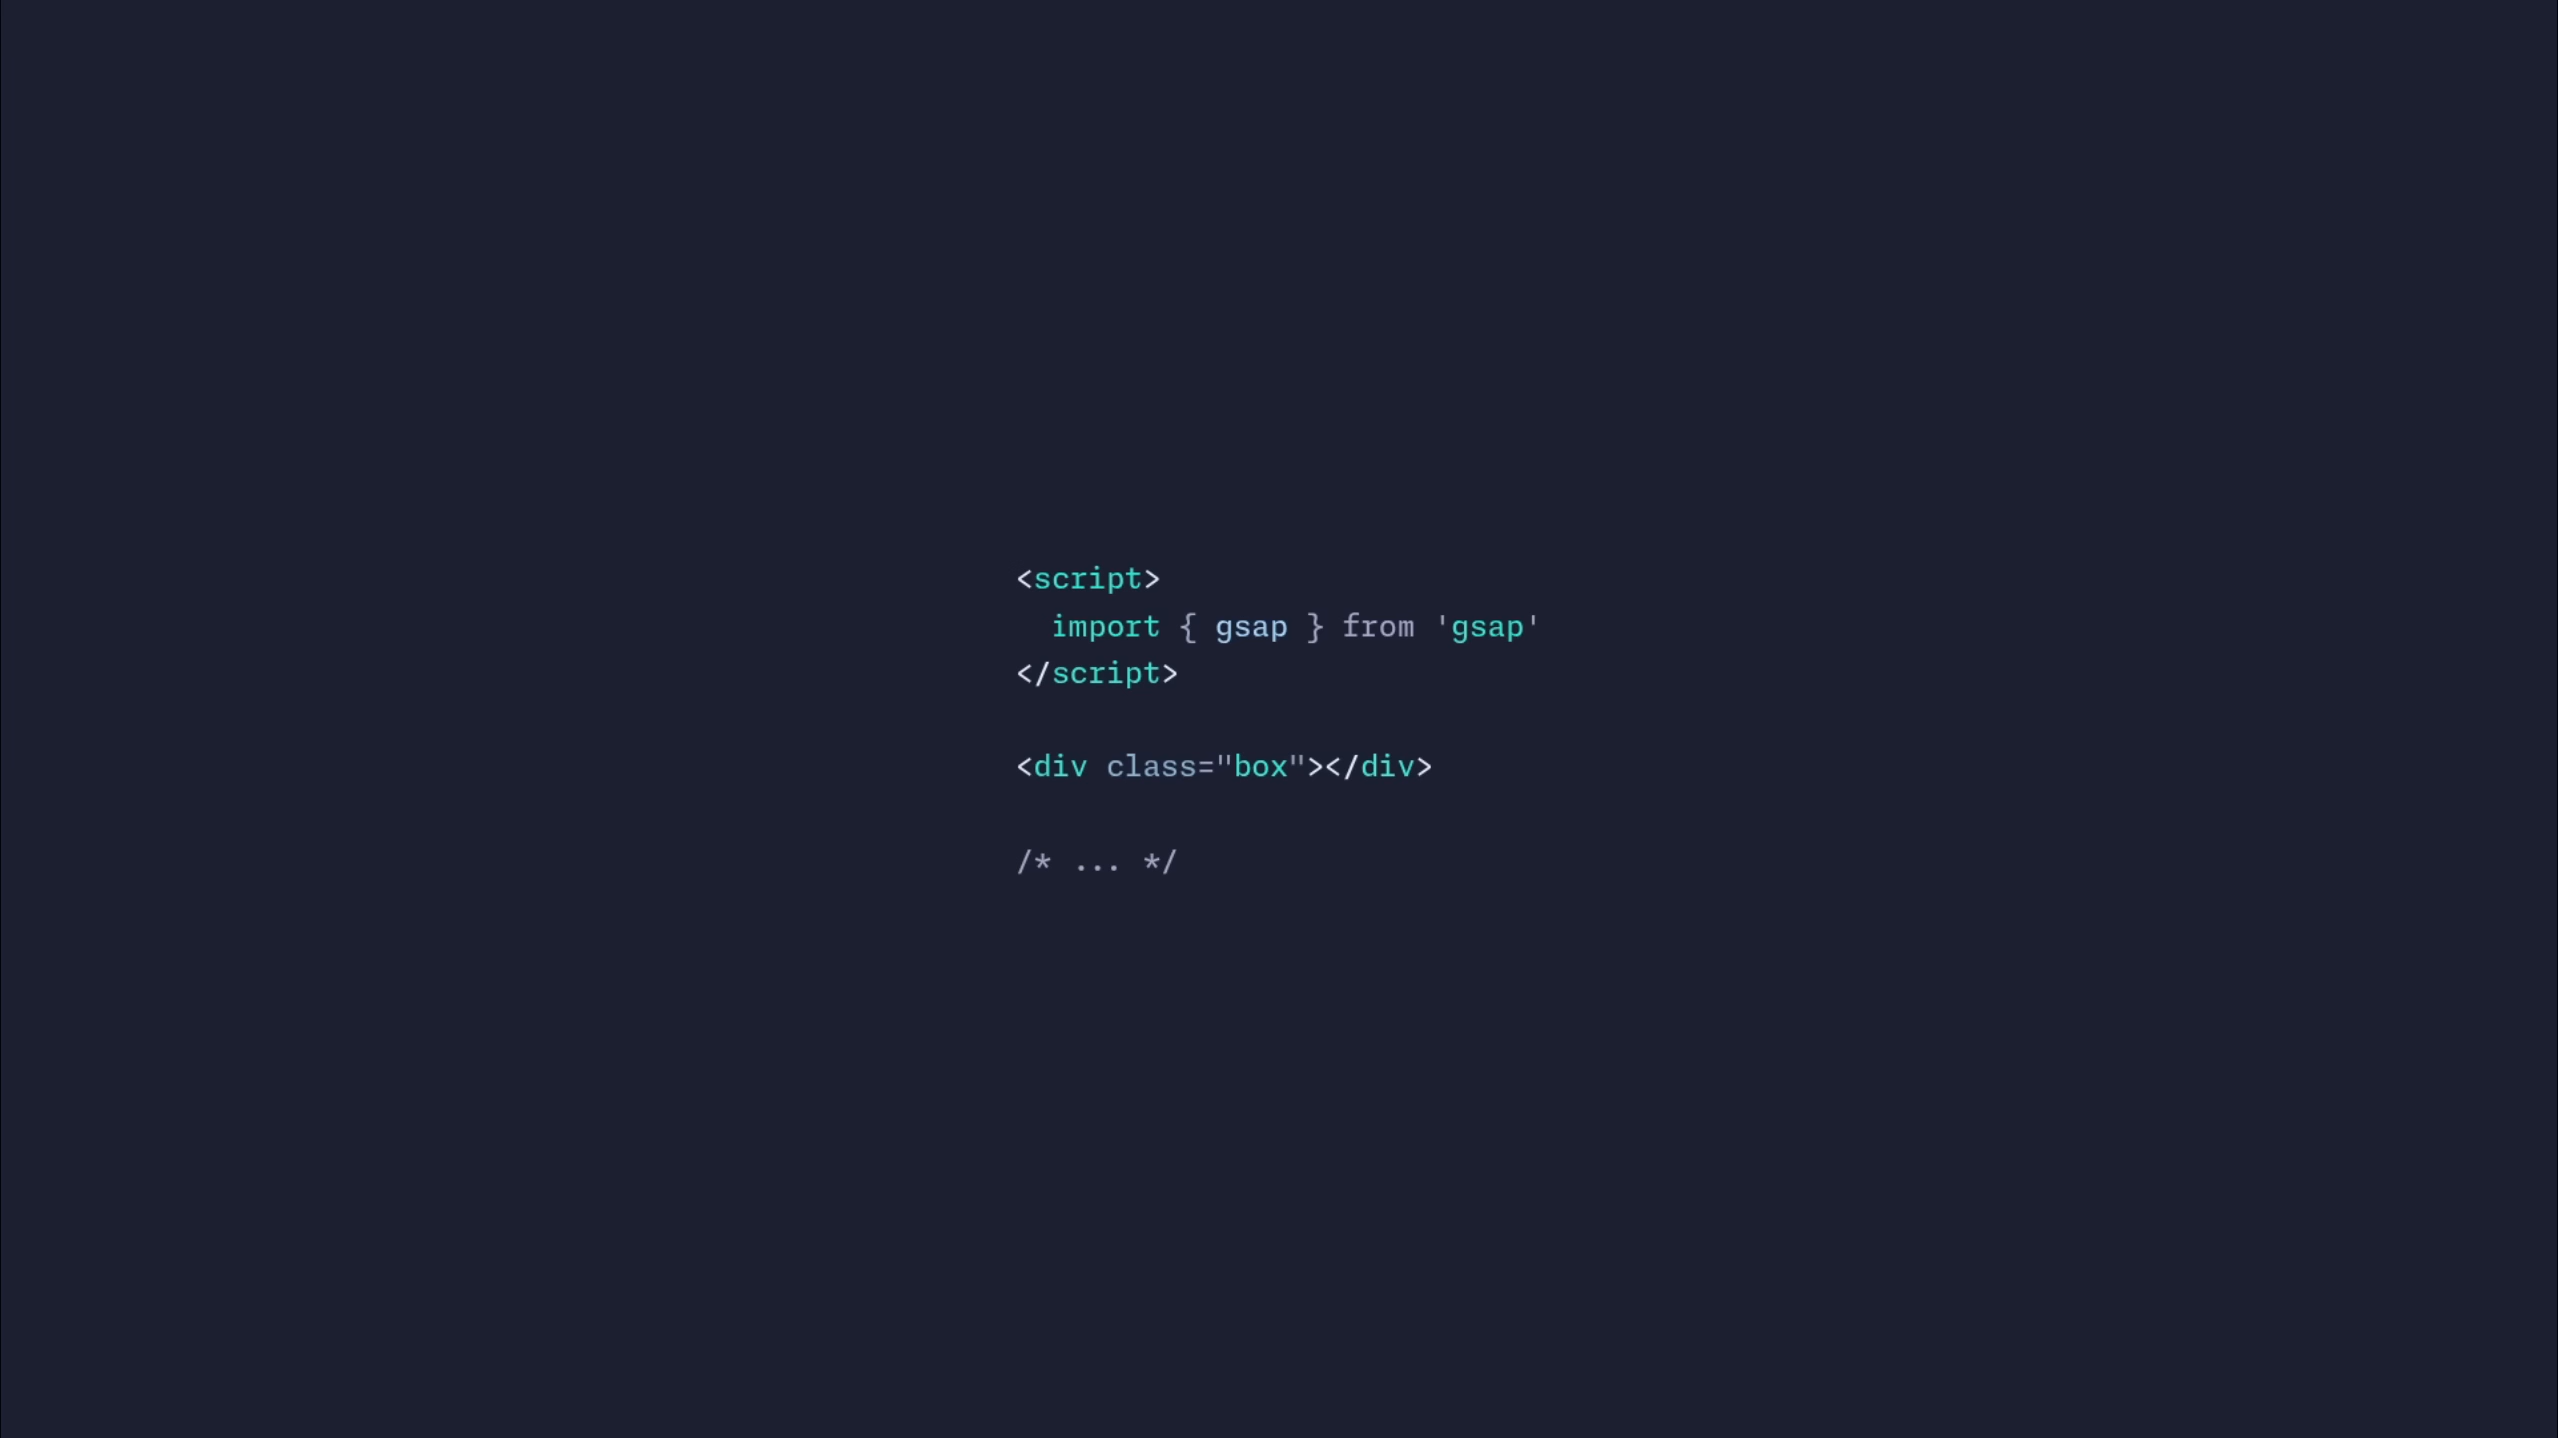 <script>
  import { gsap } from 'gsap'
</script>

<div class="box"></div>

/* ... */